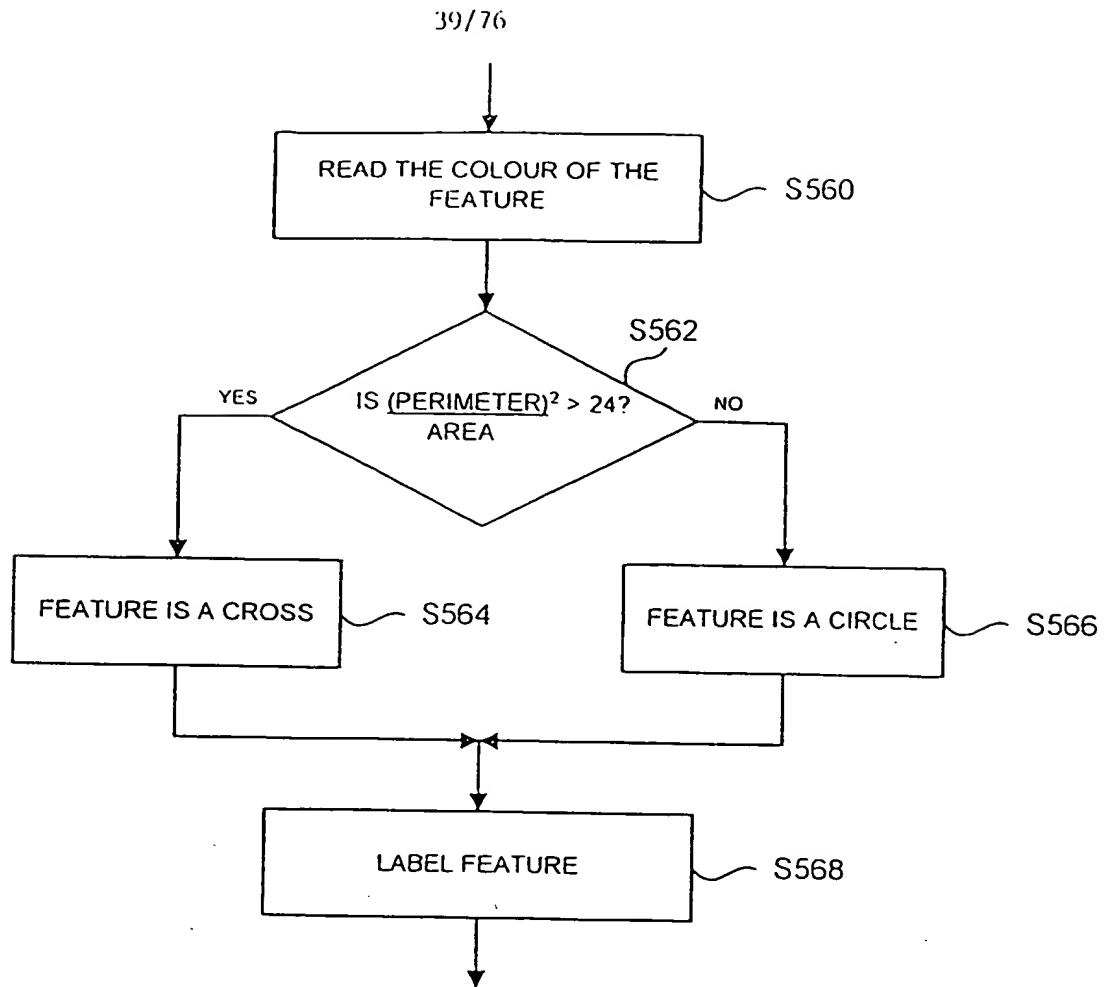 39/76
READ THE COLOUR OF THE
FEATURE
S560
S562
YES
IS (PERIMETER)² > 24?
AREA
NO
FEATURE IS A CROSS
S564
FEATURE IS A CIRCLE
S566
LABEL FEATURE
S568